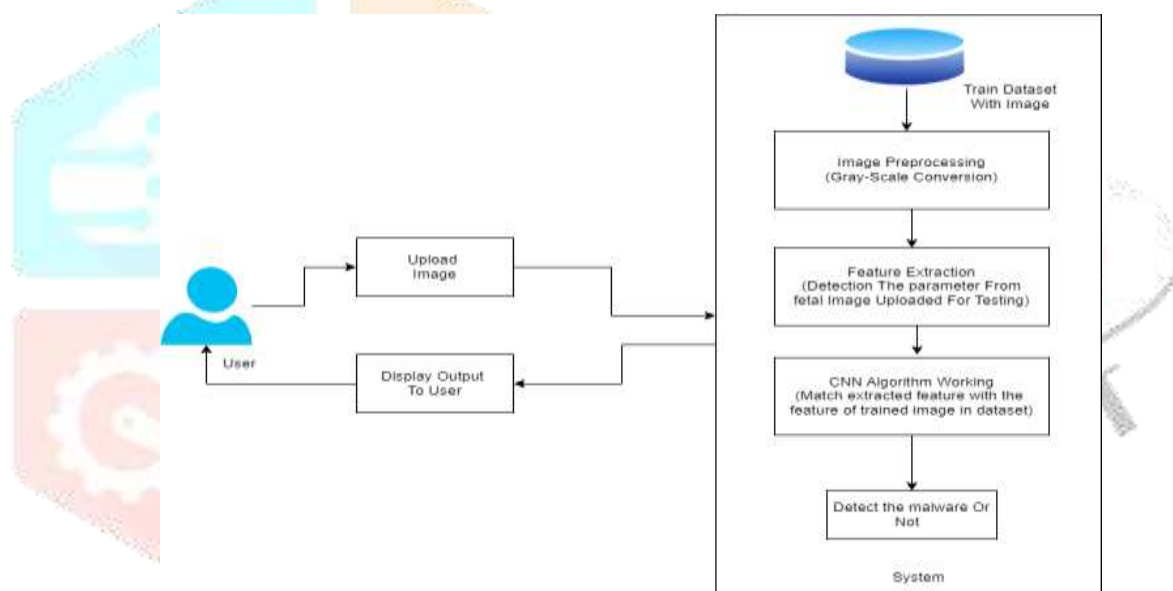 Train Dataset
With Image
Image Preprocessing
(Gray-Scale Conversion)
Upload
Image
Feature Extraction
(Detection The parameter From
fetal Image Uploaded For Testing)
User
Display Output
To User
CNN Algorithm Working
(Match extracted feature with the
feature of trained image in dataset)
Detect the malware Or
Not
System